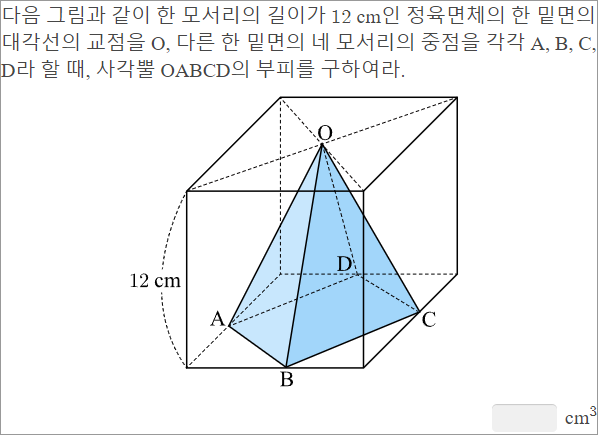 다음 그림과 같이 한 모서리의 길이가 12 cm인 정육면체의 한 밑면의
대각선의 교점을 O, 다른 한 밑면의 네 모서리의 중점을 각각 A, B, C,
D라 할 때, 사각뿔 OABCD의 부피를 구하여라.
O
12 cm
D
A
C
B
cm³